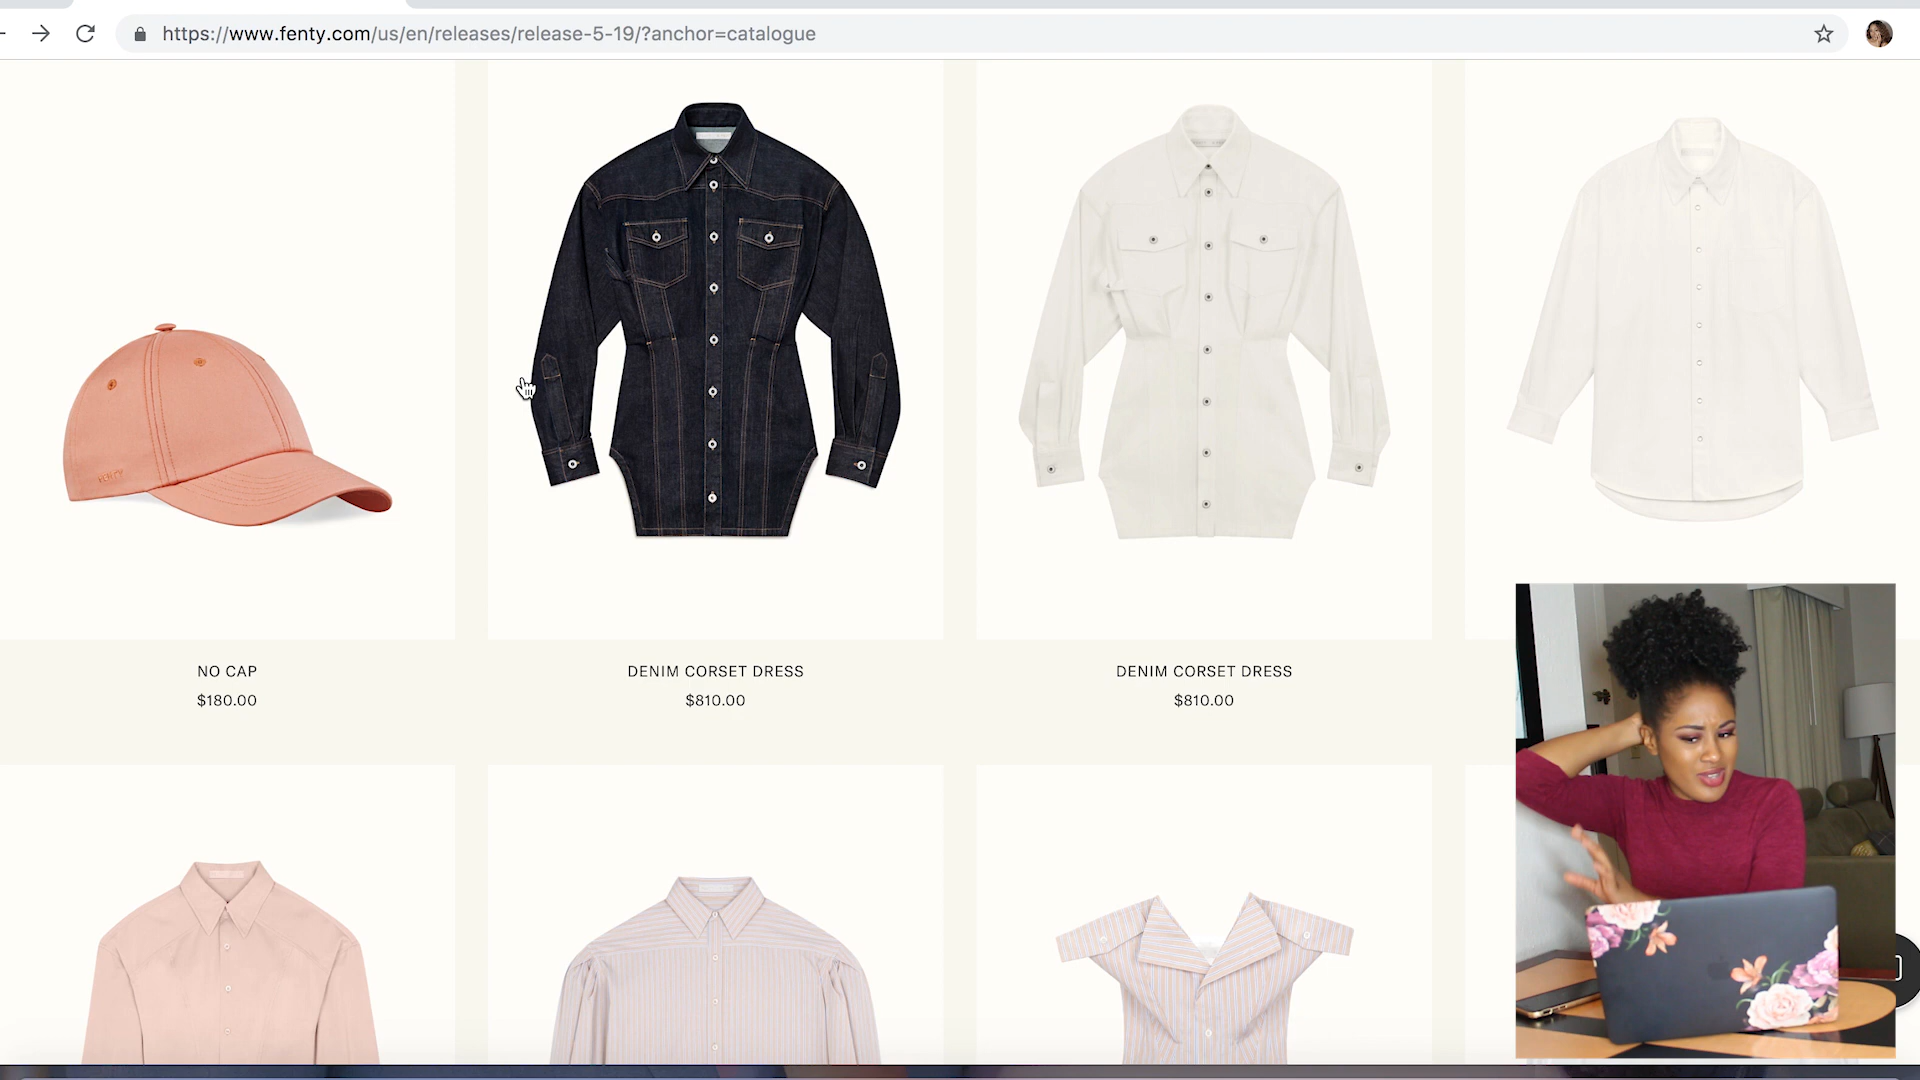 https://www.fenty.com/us/en/releases/release-5-19/?anchor=catalogue
FENTY
NO CAP
$180.00
DENIM CORSET DRESS
$810.00
DENIM CORSET DRESS
$810.00